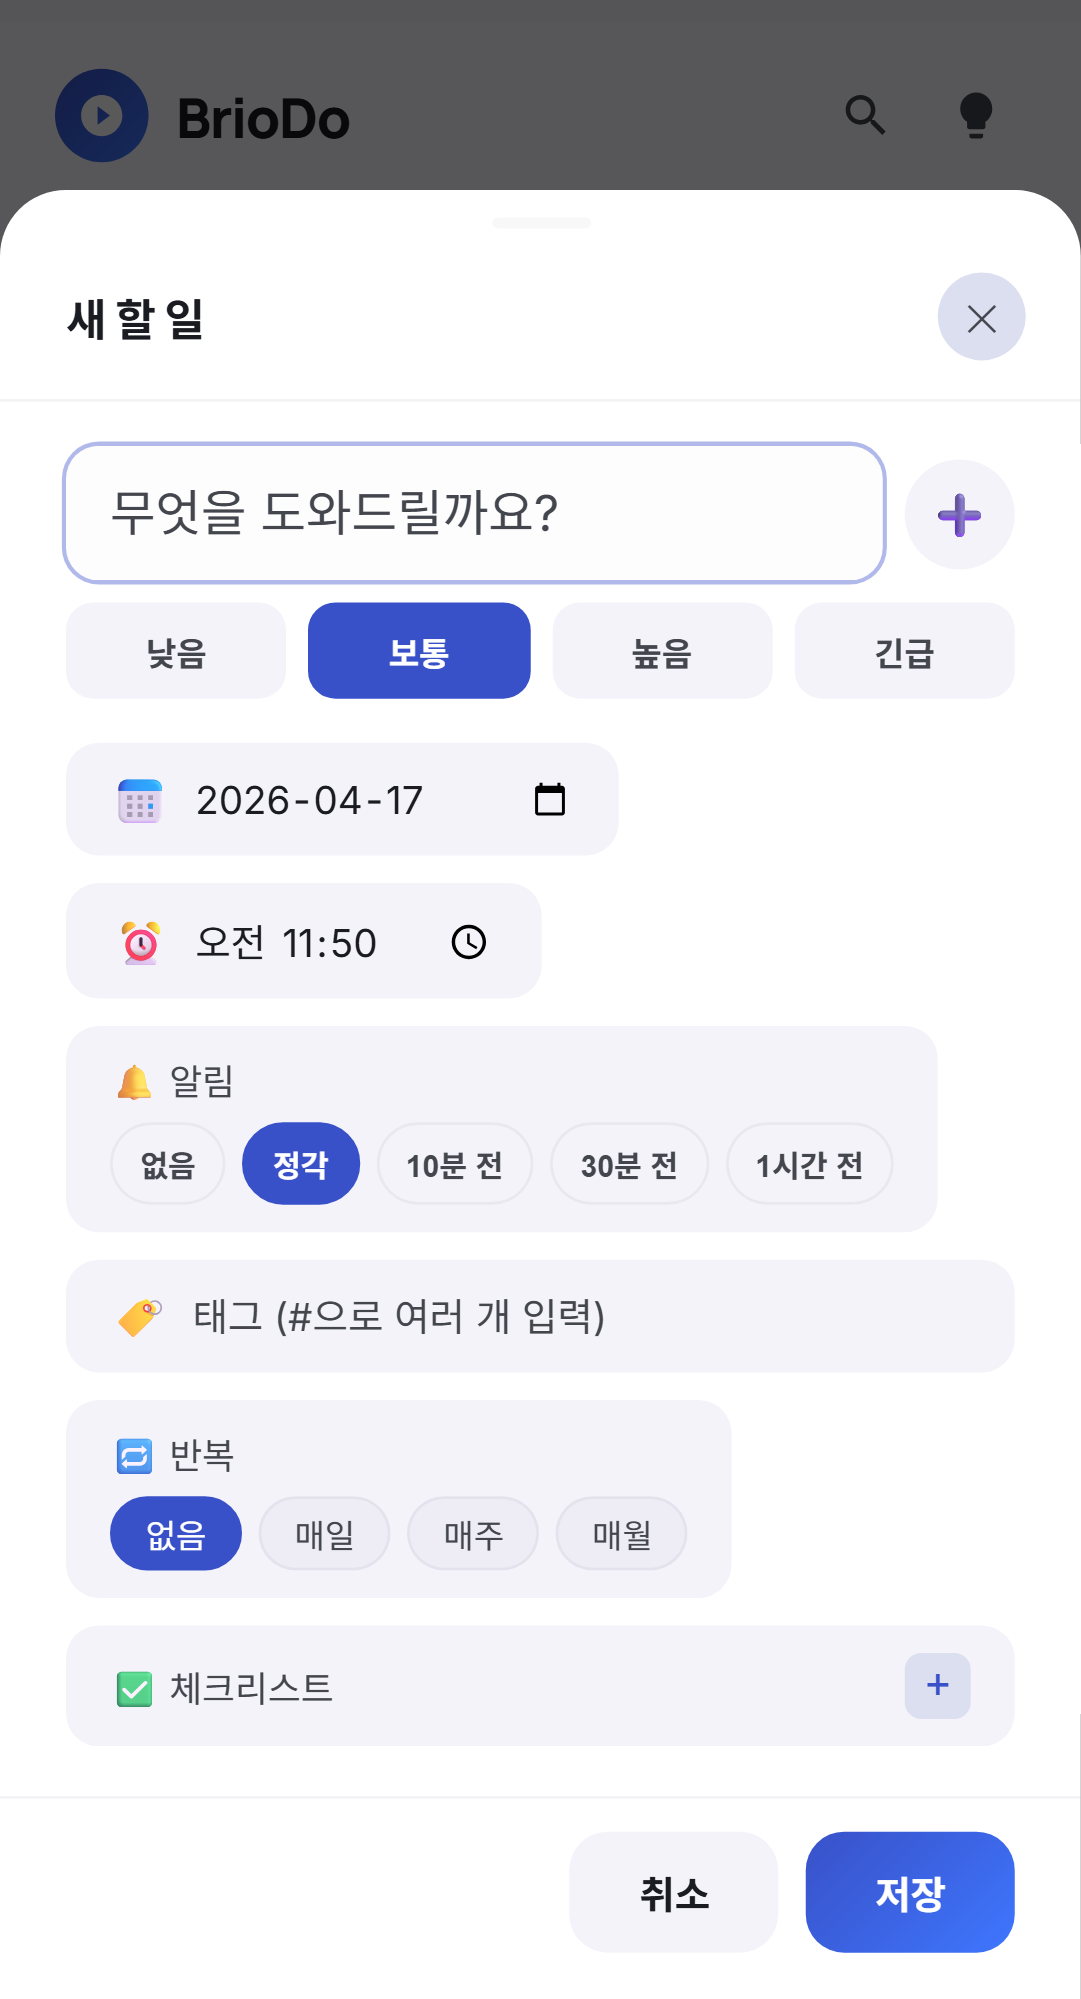 BrioDo
새 할 일
무엇을 도와드릴까요?
낮음 보통 높음 긴급
2026-04-17
오전 11:50
알림
없음 정각 10분 전 30분 전 1시간 전
태그 (#으로 여러 개 입력)
반복
없음 매일 매주 매월
체크리스트 +
취소 저장